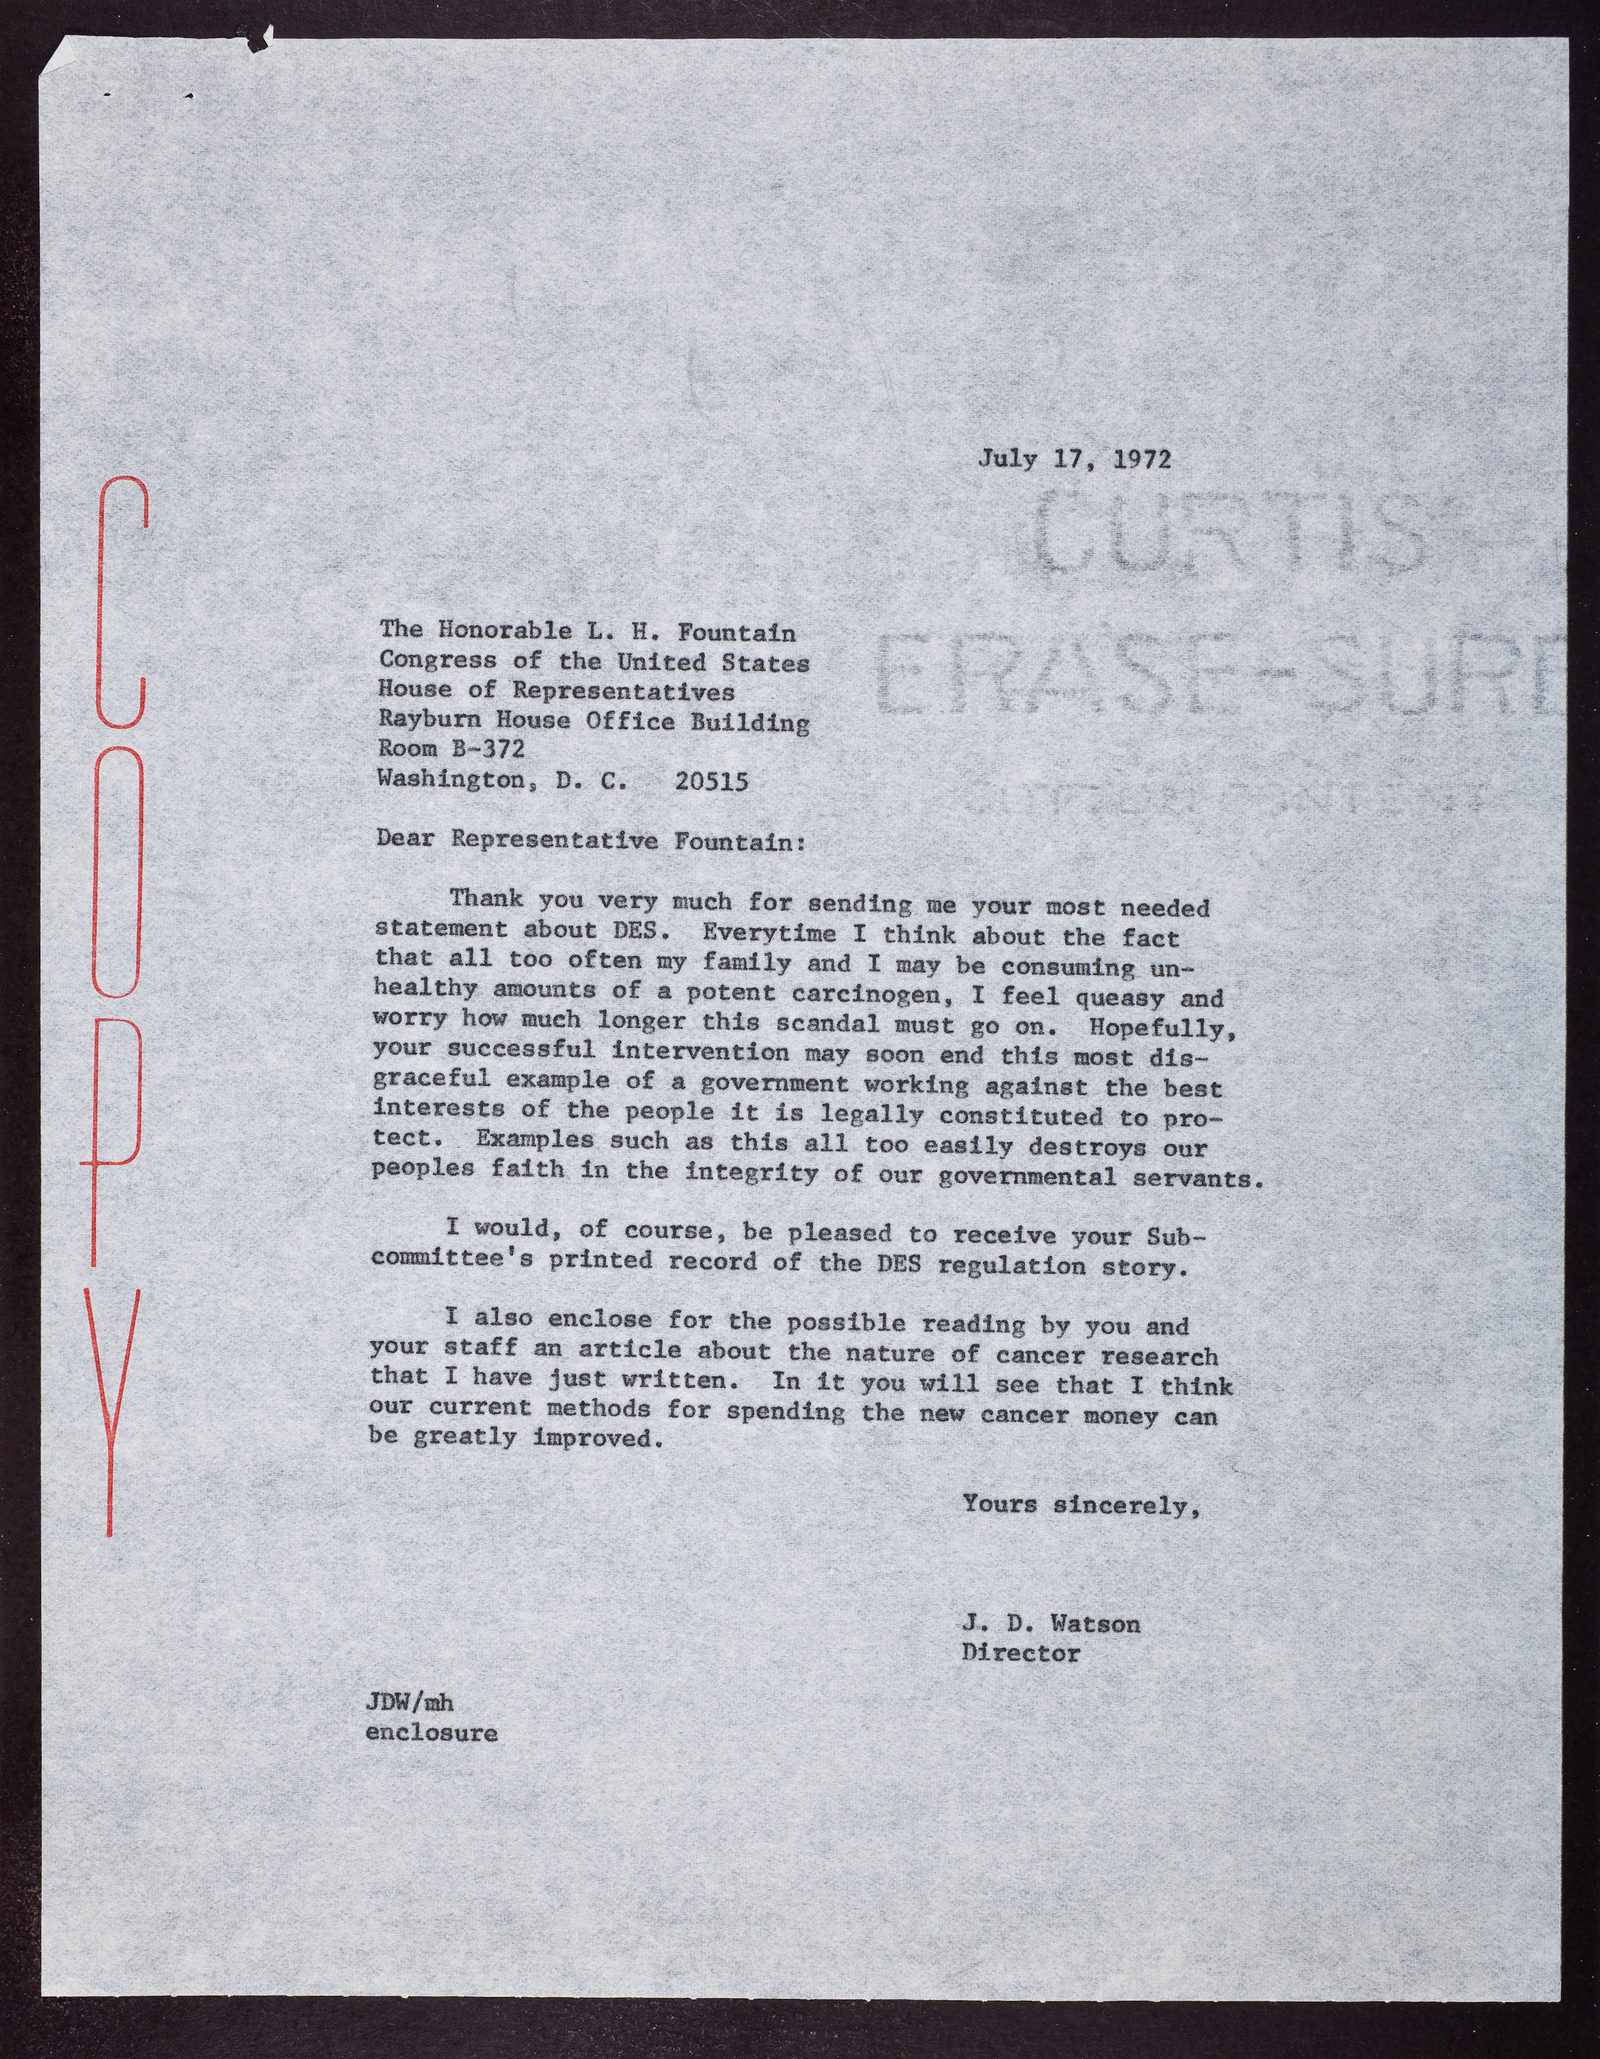 July 17, 1972
CURTIS
ERASE-SURE
The Honorable L. H. Fountain
Congress of the United States
House of Representatives
Rayburn House Office Building
Room B-372
Washington, D. C.   20515
Dear Representative Fountain:
Thank you very much for sending me your most needed
statement about DES.  Everytime I think about the fact
that all too often my family and I may be consuming un-
healthy amounts of a potent carcinogen, I feel queasy and
worry how much longer this scandal must go on.  Hopefully,
your successful intervention may soon end this most dis-
graceful example of a government working against the best
interests of the people it is legally constituted to pro-
tect.  Examples such as this all too easily destroys our
peoples faith in the integrity of our governmental servants.
I would, of course, be pleased to receive your Sub-
committee's printed record of the DES regulation story.
I also enclose for the possible reading by you and
your staff an article about the nature of cancer research
that I have just written.  In it you will see that I think
our current methods for spending the new cancer money can
be greatly improved.
Yours sincerely,
J. D. Watson
Director
JDW/mh
enclosure
COPY